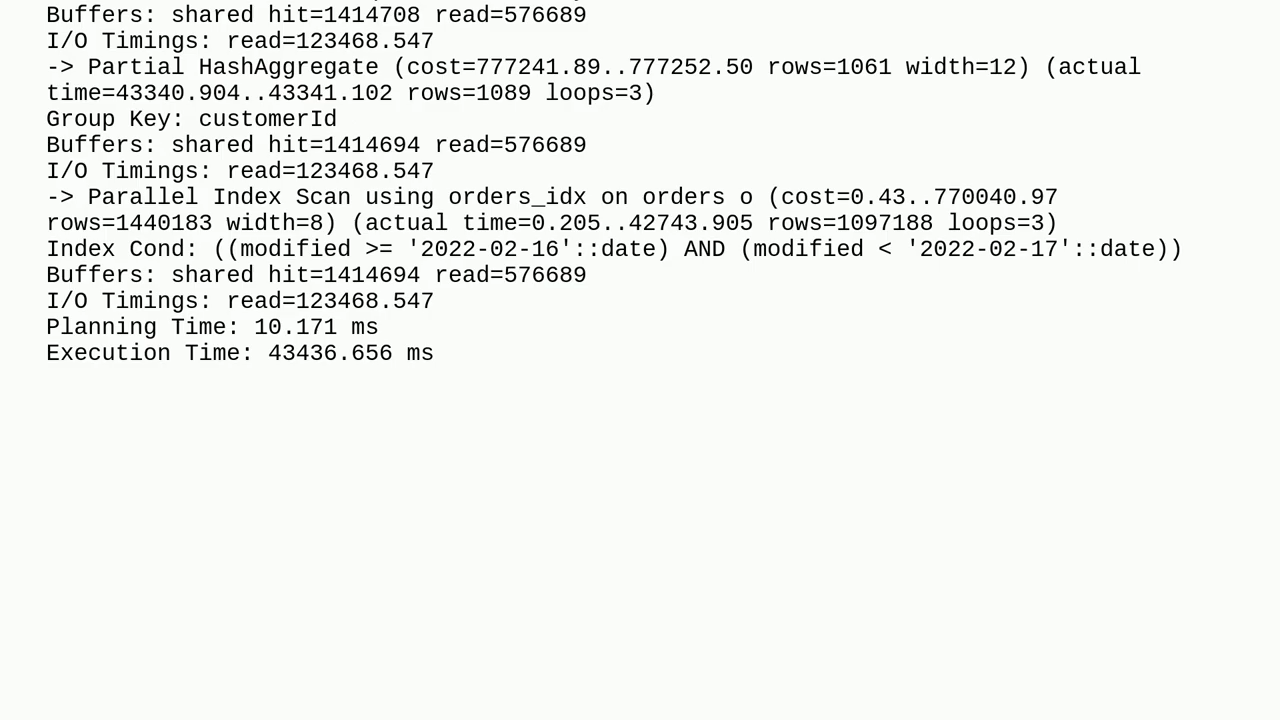 Buffers: shared hit=1414708 read=576689
I/O Timings: read=123468.547
-> Partial HashAggregate (cost=777241.89..777252.50 rows=1061 width=12) (actual
time=43340.904..43341.102 rows=1089 loops=3)
Group Key: customerId
Buffers: shared hit=1414694 read=576689
I/O Timings: read=123468.547
-> Parallel Index Scan using orders_idx on orders o (cost=0.43..770040.97
rows=1440183 width=8) (actual time=0.205..42743.905 rows=1097188 loops=3)
Index Cond: ((modified >= '2022-02-16'::date) AND (modified < '2022-02-17'::date))
Buffers: shared hit=1414694 read=576689
I/O Timings: read=123468.547
Planning Time: 10.171 ms
Execution Time: 43436.656 ms